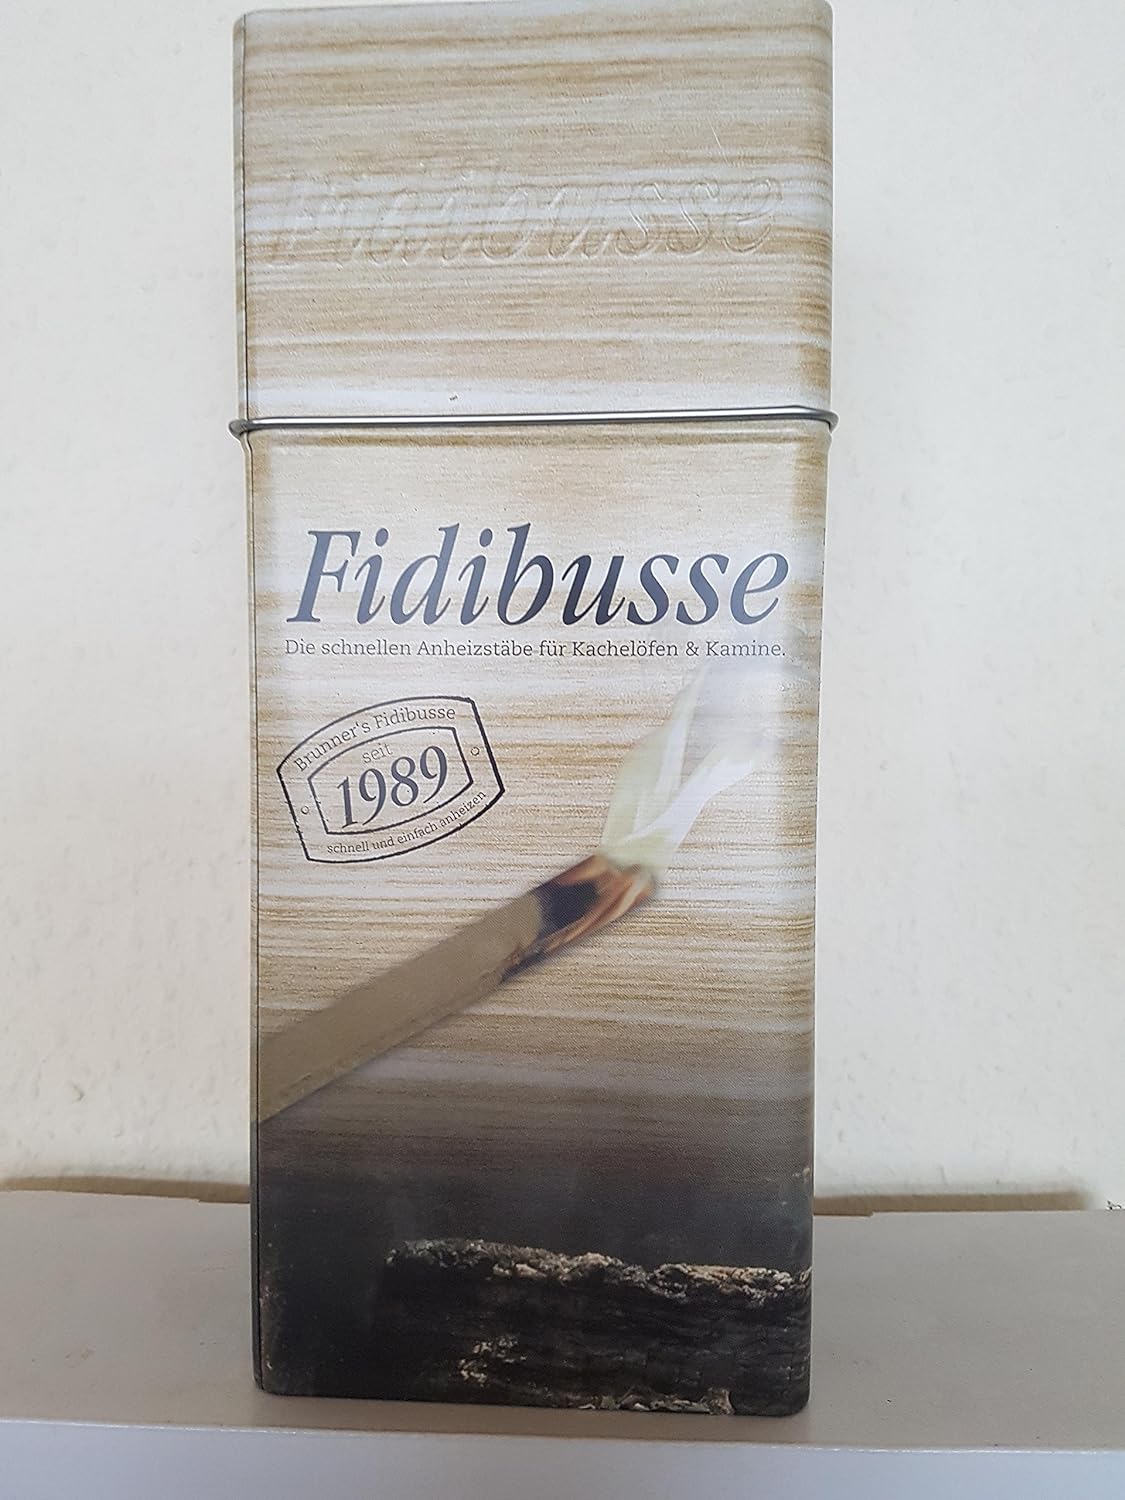 Fidibusse
Fidibusse
Die schnellen Anheizstäbe für Kachelöfen & Kamine.
Brunner's Fidibusse
seit
1989
schnell und einfach anheizen